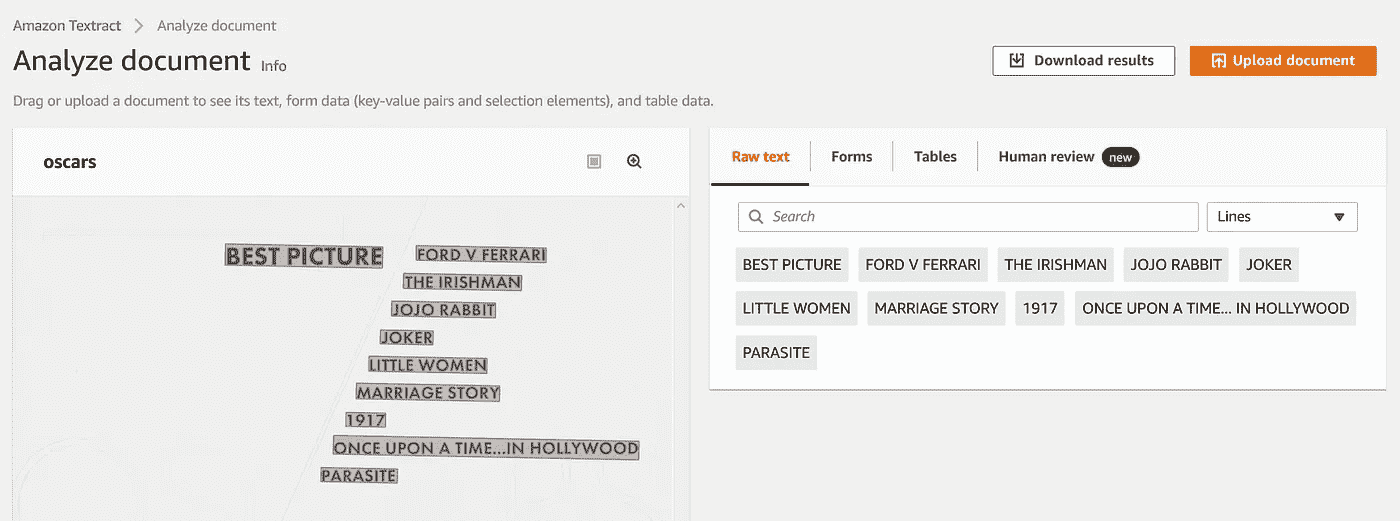 Amazon Textract > Analyze document
Analyze document Info
Download results
Upload document
Drag or upload a document to see its text, form data (key-value pairs and selection elements), and table data.
oscars
BEST PICTURE
FORD V FERRARI
THE IRISHMAN
JOJO RABBIT
JOKER
LITTLE WOMEN
MARRIAGE STORY
1917
ONCE UPON A TIME...IN HOLLYWOOD
PARASITE
Raw text Forms Tables Human review new
Search
Lines
BEST PICTURE FORD V FERRARI THE IRISHMAN JOJO RABBIT JOKER
LITTLE WOMEN MARRIAGE STORY 1917 ONCE UPON A TIME... IN HOLLYWOOD
PARASITE